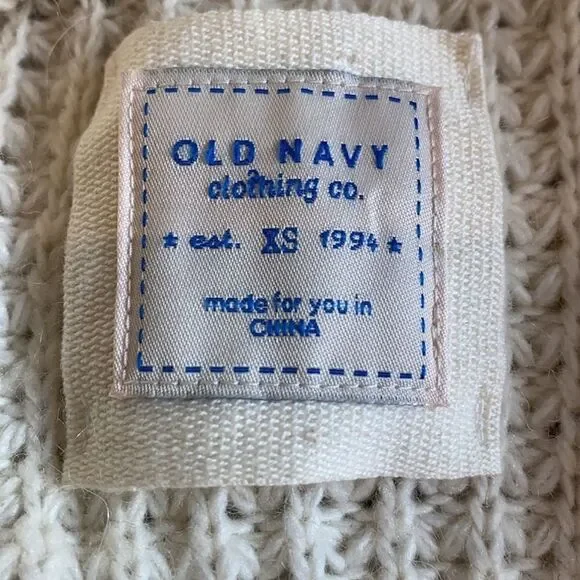 OLD NAVY
clothing co.
★ est. XS 1994 ★
made for you in
CHINA